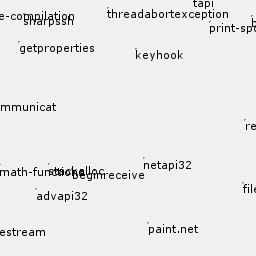 tapi
e-compilation
threadabortexception
sharpssh
print-spo
getproperties
keyhook
mmunicat
re
netapi32
math-functions
stackalloc
beginreceive
file
advapi32
paint.net
estream